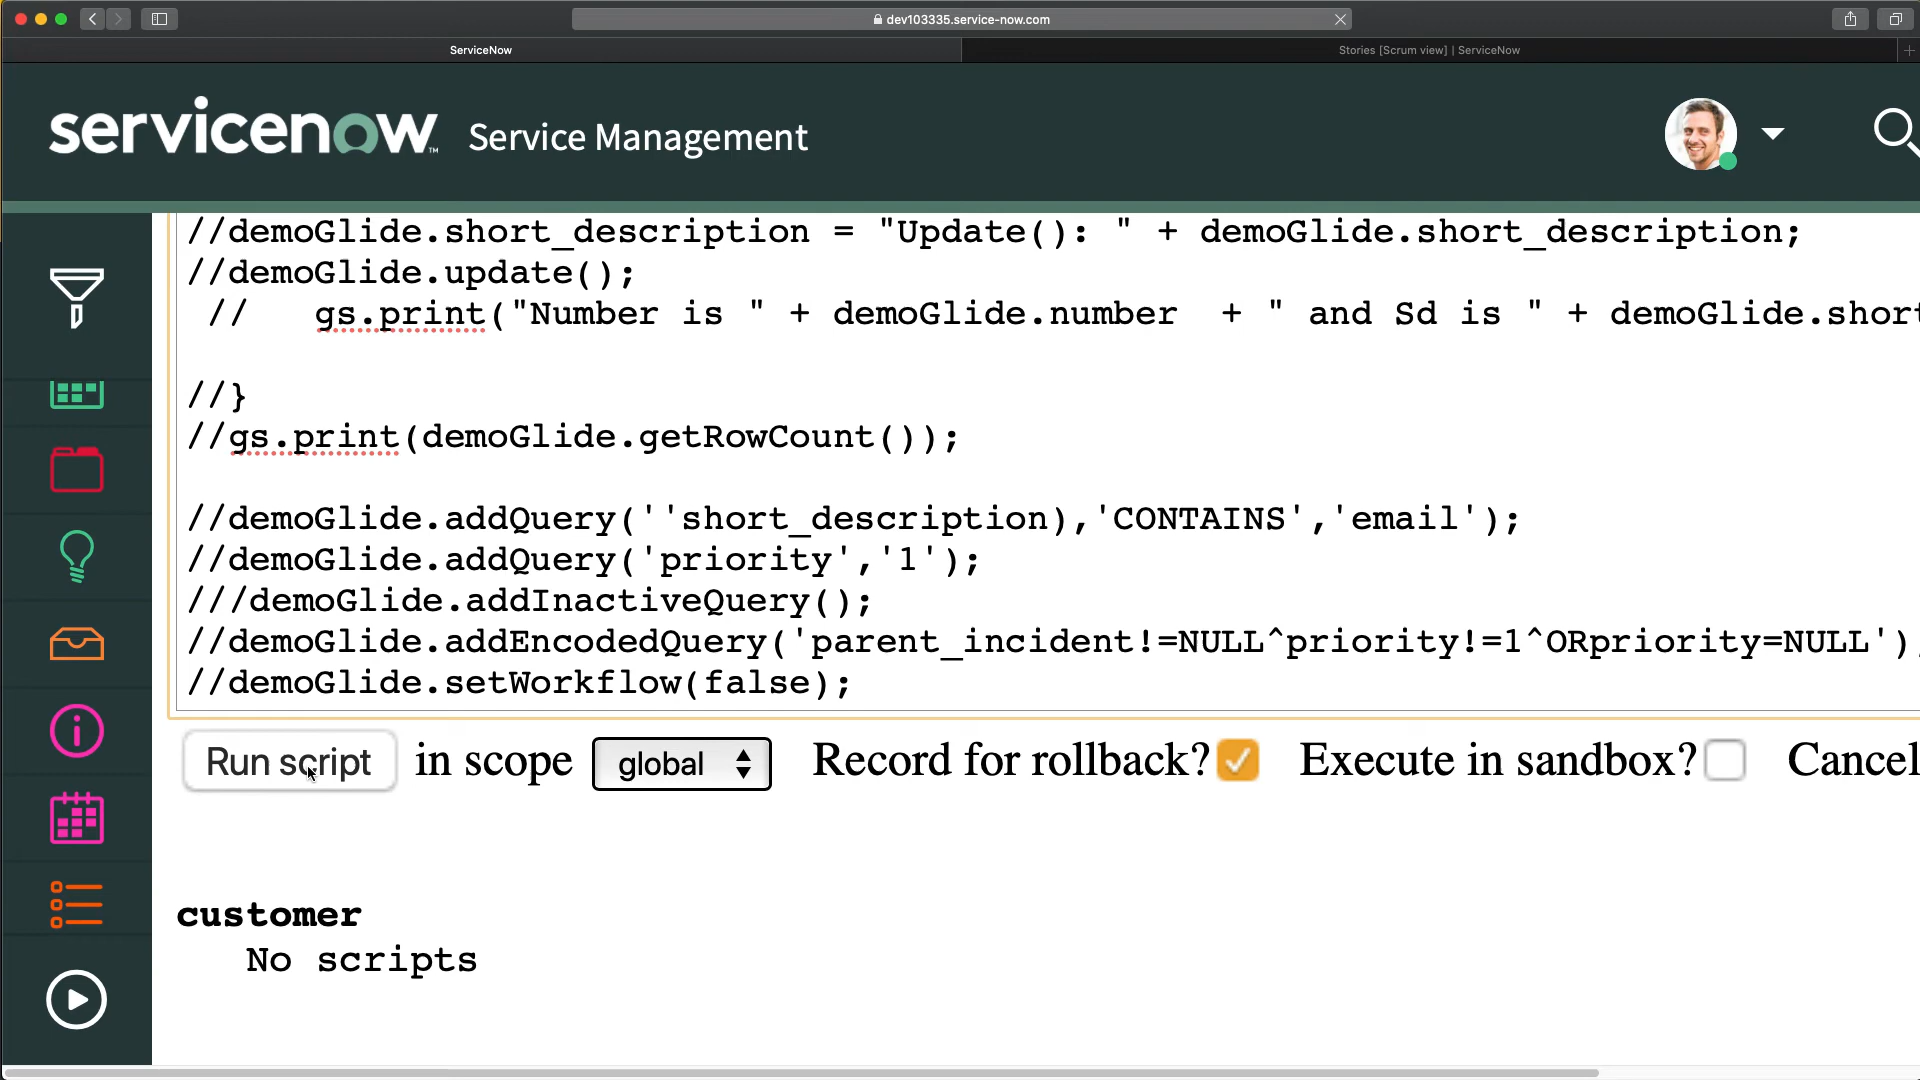 dev103335.service-now.com
ServiceNow
Stories [Scrum view] | ServiceNow
servicenow™ Service Management
//demoGlide.short_description = "Update(): " + demoGlide.short_description;
//demoGlide.update();
//   gs.print("Number is " + demoGlide.number  + " and Sd is " + demoGlide.short
//}
//gs.print(demoGlide.getRowCount());
//demoGlide.addQuery(''short_description),'CONTAINS','email');
//demoGlide.addQuery('priority','1');
///demoGlide.addInactiveQuery();
//demoGlide.addEncodedQuery('parent_incident!=NULL^priority!=1^ORpriority=NULL');
//demoGlide.setWorkflow(false);
Run script in scope global Record for rollback? Execute in sandbox? Cancel
customer
No scripts